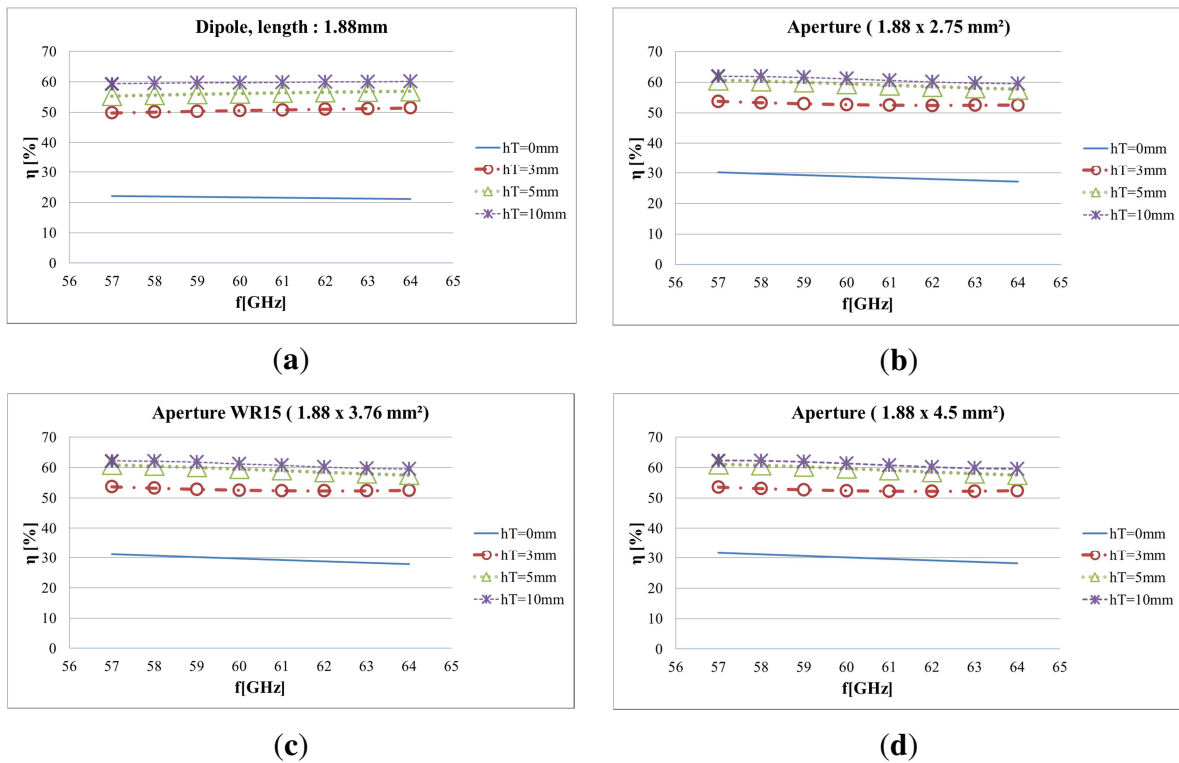 Dipole, length : 1.88mm
70
60
50
40
30
20
10
0
η [%]
56 57 58 59 60 61 62 63 64 65
f[GHz]
hT=0mm
hT=3mm
hT=5mm
hT=10mm
(a)
Aperture ( 1.88 x 2.75 mm²)
70
60
50
40
30
20
10
0
η [%]
56 57 58 59 60 61 62 63 64 65
f[GHz]
hT=0mm
hT=3mm
hT=5mm
hT=10mm
(b)
Aperture WR15 ( 1.88 x 3.76 mm²)
70
60
50
40
30
20
10
0
η [%]
56 57 58 59 60 61 62 63 64 65
f[GHz]
hT=0mm
hT=3mm
hT=5mm
hT=10mm
(c)
Aperture ( 1.88 x 4.5 mm²)
70
60
50
40
30
20
10
0
η [%]
56 57 58 59 60 61 62 63 64 65
f[GHz]
hT=0mm
hT=3mm
hT=5mm
hT=10mm
(d)